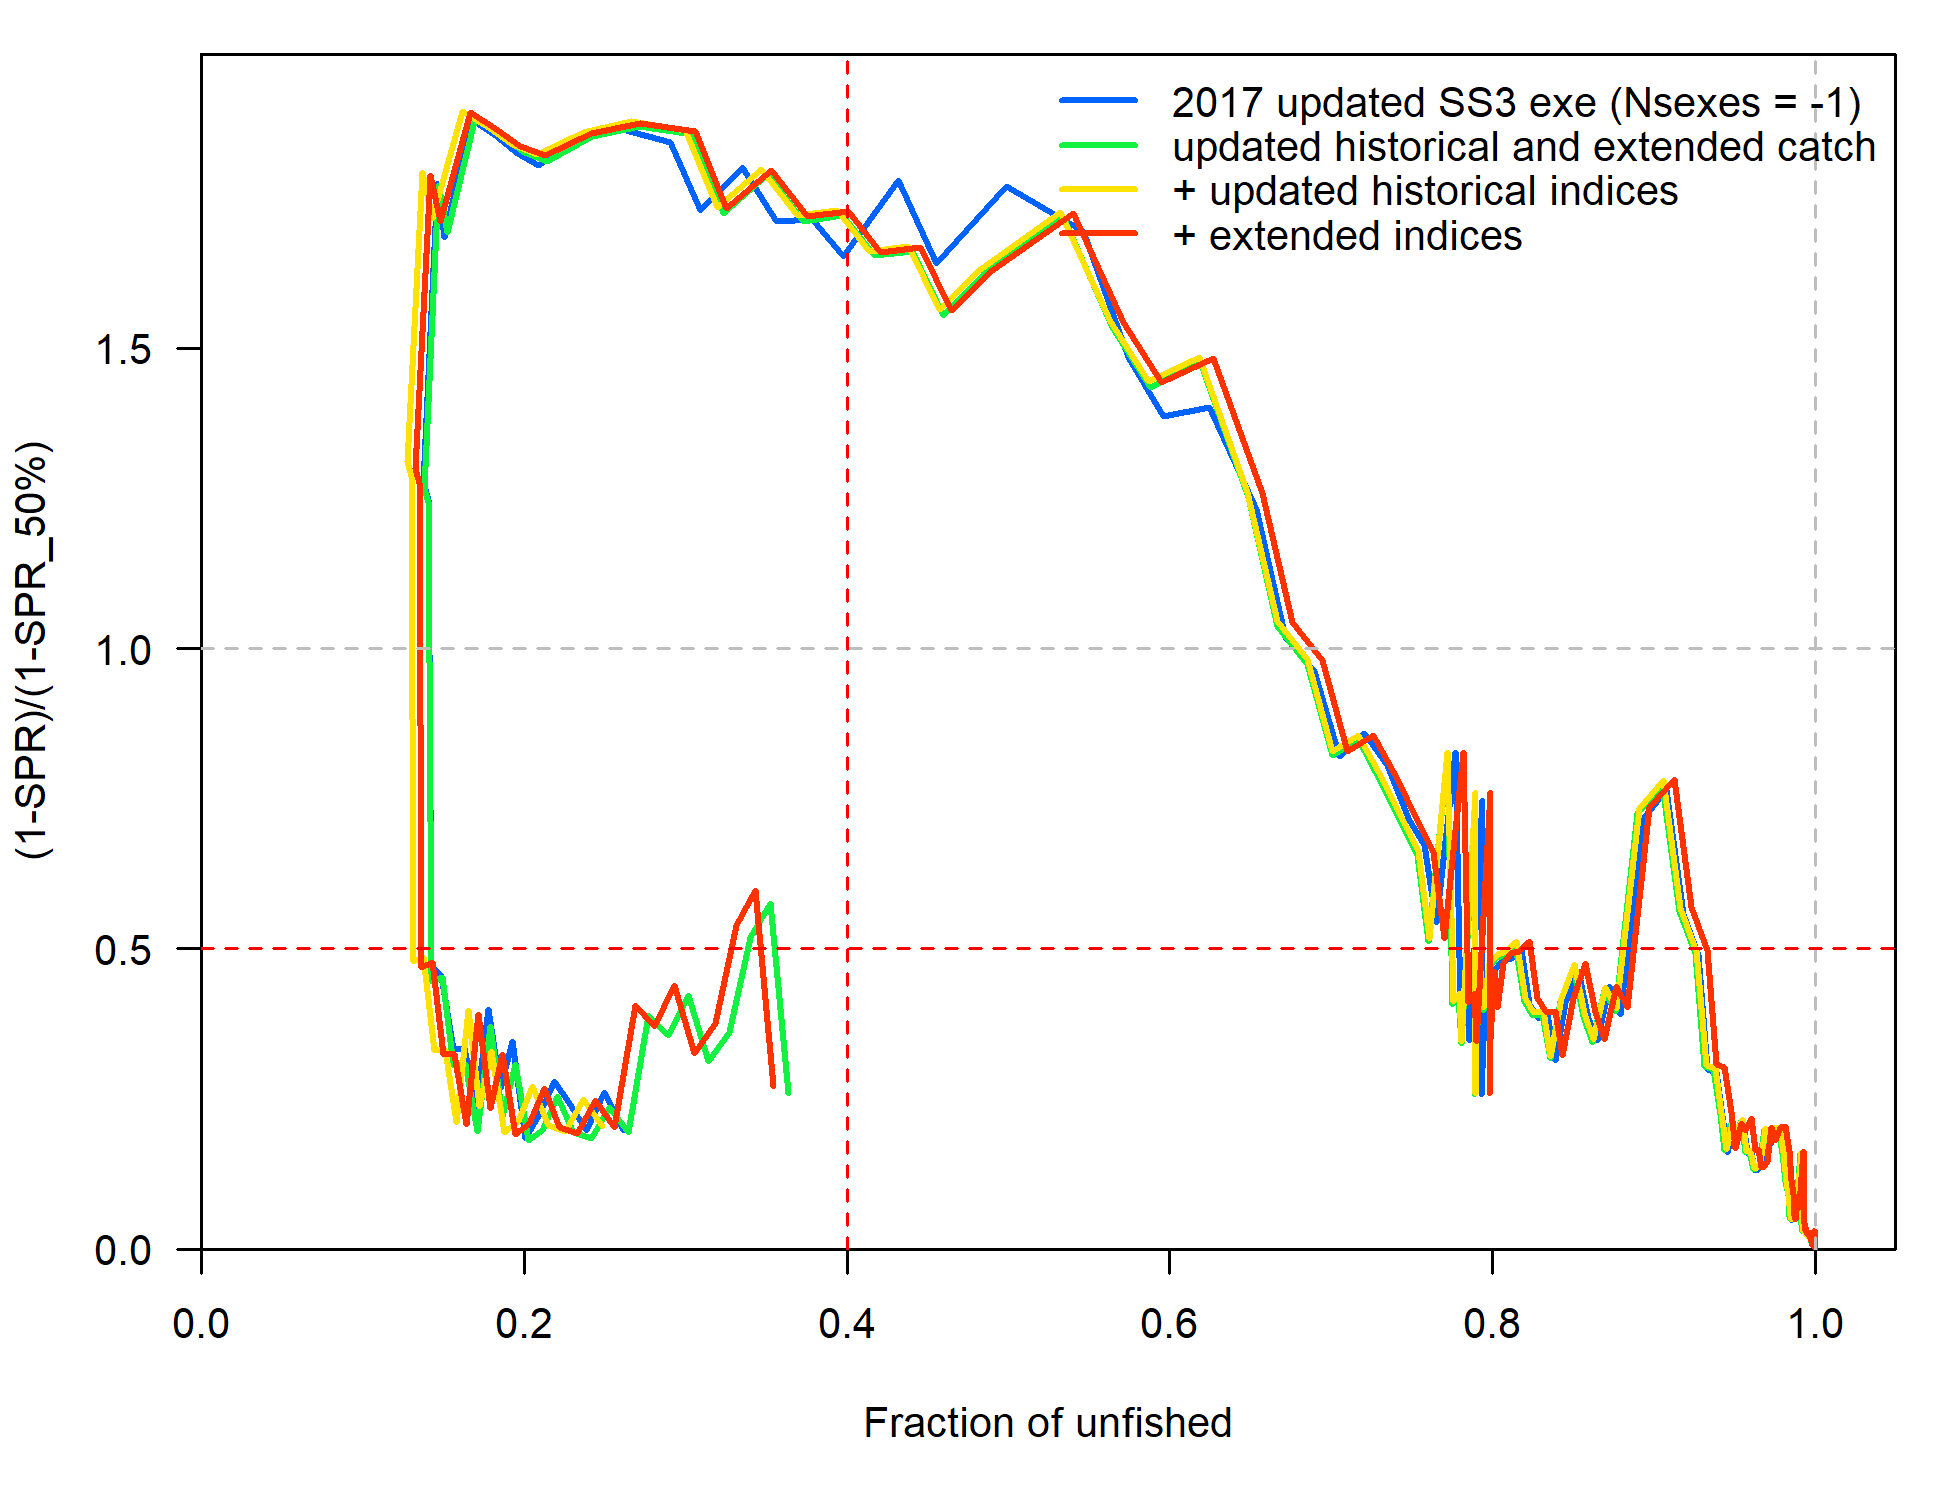 2017 updated SS3 exe (Nsexes = -1)
updated historical and extended catch
+ updated historical indices
+ extended indices
(1-SPR)/(1-SPR_50%)
1.5
1.0
0.5
0.0
0.0 0.2 0.4 0.6 0.8 1.0
Fraction of unfished